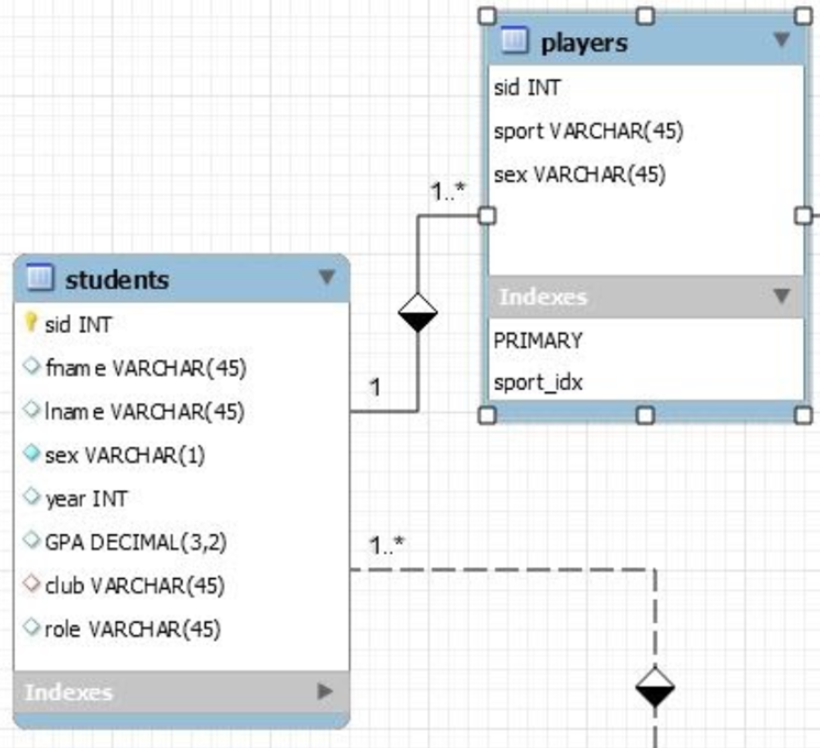 players
sid INT
sport VARCHAR(45)
sex VARCHAR(45)
1..*
Indexes
PRIMARY
sport_idx
students
sid INT
fname VARCHAR(45)
lname VARCHAR(45)
1
sex VARCHAR(1)
year INT
GPA DECIMAL(3,2)
1..*
club VARCHAR(45)
role VARCHAR(45)
Indexes